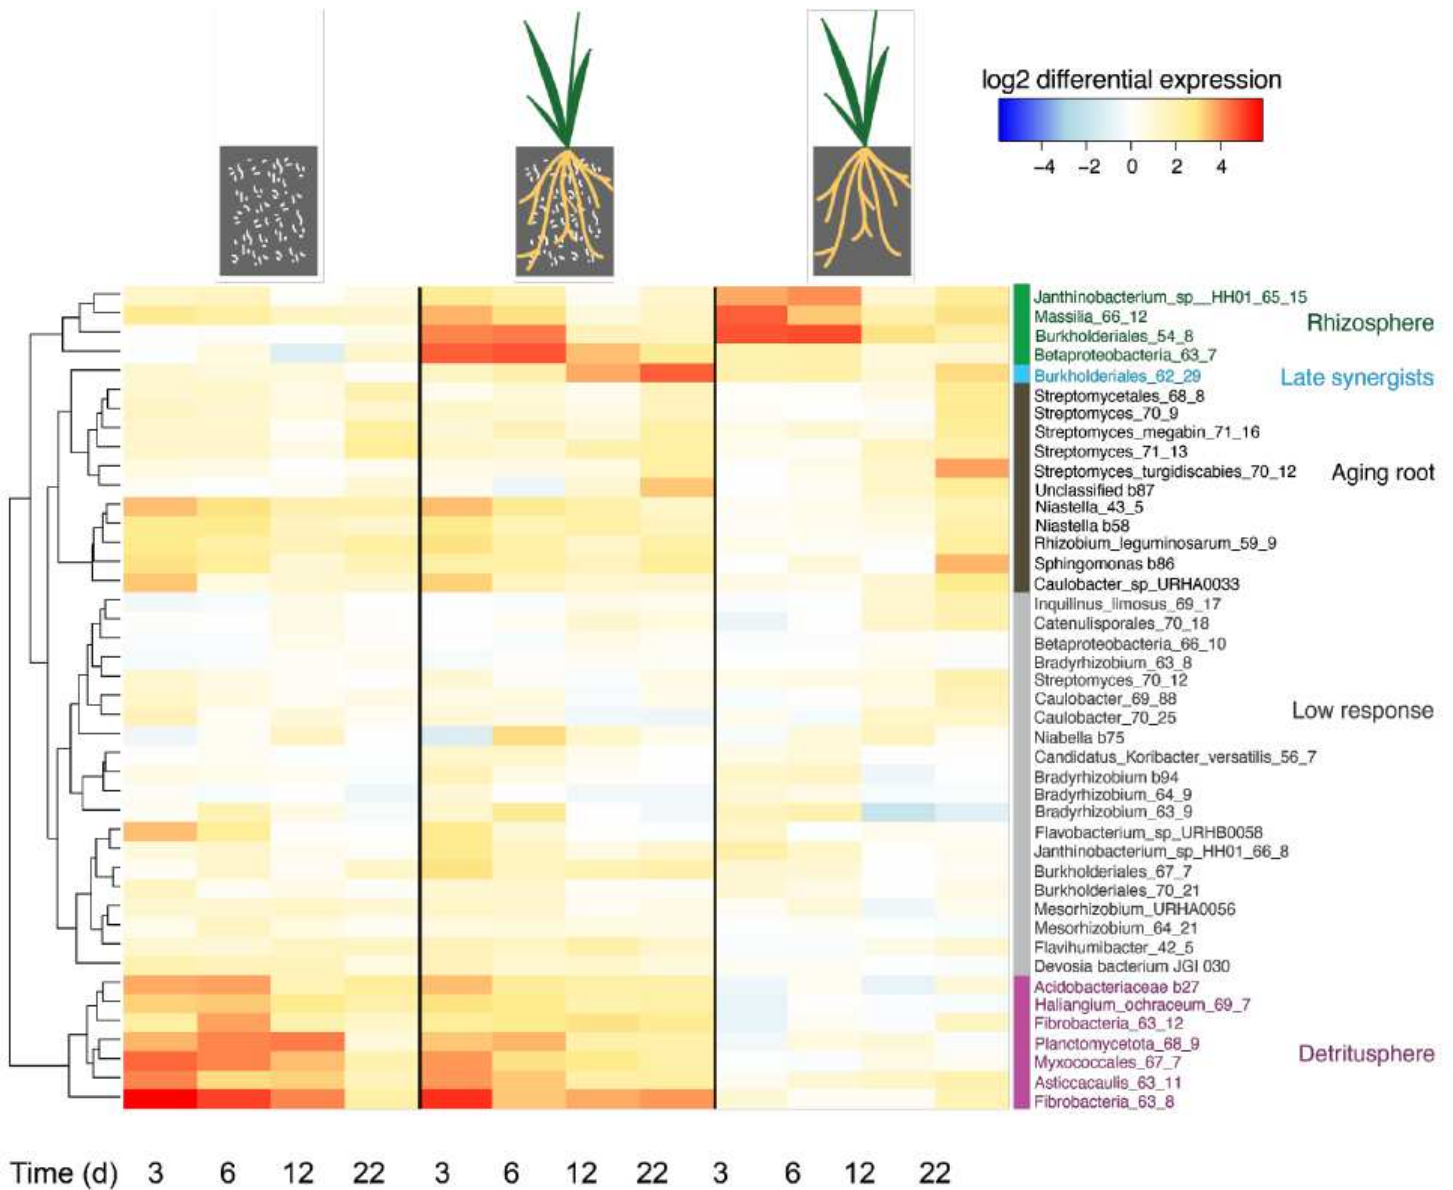 log2 differential expression
−4 −2 0 2 4
Janthinobacterium_sp__HH01_65_15
Massilia_66_12
Rhizosphere
Burkholderiales_54_8
Betaproteobacteria_63_7
Burkholderiales_62_29
Late synergists
Streptomycetales_68_8
Streptomyces_70_9
Streptomyces_megabin_71_16
Streptomyces_71_13
Streptomyces_turgidiscabies_70_12
Aging root
Unclassified b87
Niastella_43_5
Niastella b58
Rhizobium_leguminosarum_59_9
Sphingomonas b86
Caulobacter_sp_URHA0033
Inquilinus_limosus_69_17
Catenulisporales_70_18
Betaproteobacteria_66_10
Bradyrhizobium_63_8
Streptomyces_70_12
Caulobacter_69_88
Low response
Caulobacter_70_25
Niabella b75
Candidatus_Koribacter_versatilis_56_7
Bradyrhizobium b94
Bradyrhizobium_64_9
Bradyrhizobium_63_9
Flavobacterium_sp_URHB0058
Janthinobacterium_sp_HH01_66_8
Burkholderiales_67_7
Burkholderiales_70_21
Mesorhizobium_URHA0056
Mesorhizobium_64_21
Flavihumibacter_42_5
Devosia bacterium JGI 030
Acidobacteriaceae b27
Haliangium_ochraceum_69_7
Fibrobacteria_63_12
Planctomycetota_68_9
Detritusphere
Myxococcales_67_7
Asticcacaulis_63_11
Fibrobacteria_63_8
Time (d) 3 6 12 22 3 6 12 22 3 6 12 22